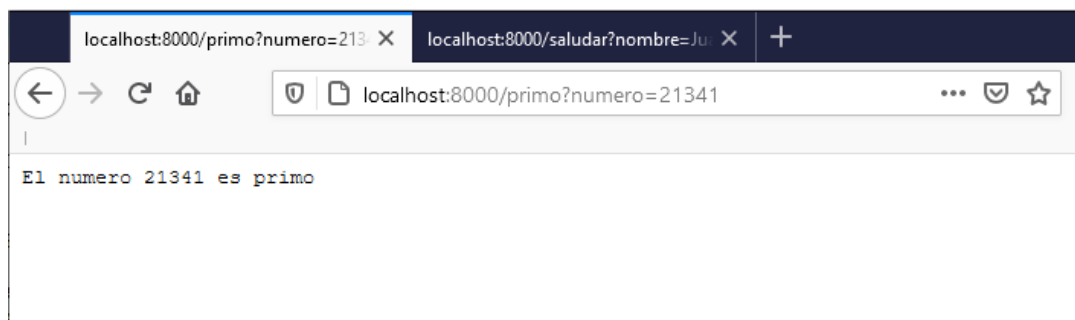 localhost:8000/primo?numero=213
localhost:8000/saludar?nombre=Ju
localhost:8000/primo?numero=21341
El numero 21341 es primo